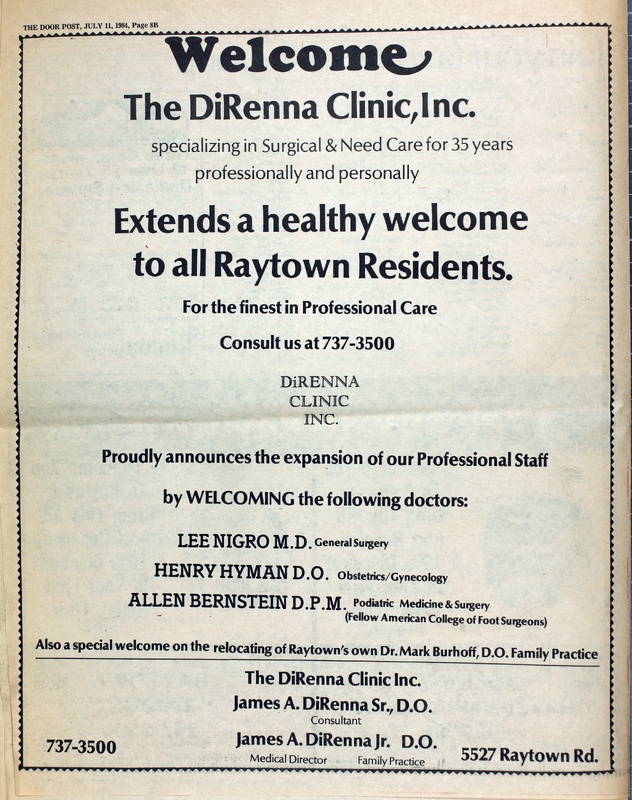 THE DOOR POST, JULY 11, 1984, Page 8B
Welcome
The DiRenna Clinic, Inc.
specializing in Surgical & Need Care for 35 years
professionally and personally
Extends a healthy welcome
to all Raytown Residents.
For the finest in Professional Care
Consult us at 737-3500
DiRENNA
CLINIC
INC.
Proudly announces the expansion of our Professional Staff
by WELCOMING the following doctors:
LEE NIGRO M.D. General Surgery
HENRY HYMAN D.O. Obstetrics/Gynecology
ALLEN BERNSTEIN D.P.M. Podiatric Medicine & Surgery
(Fellow American College of Foot Surgeons)
Also a special welcome on the relocating of Raytown's own Dr. Mark Burhoff, D.O. Family Practice
The DiRenna Clinic Inc.
James A. DiRenna Sr., D.O.
Consultant
James A. DiRenna Jr. D.O.
Medical Director Family Practice
737-3500
5527 Raytown Rd.